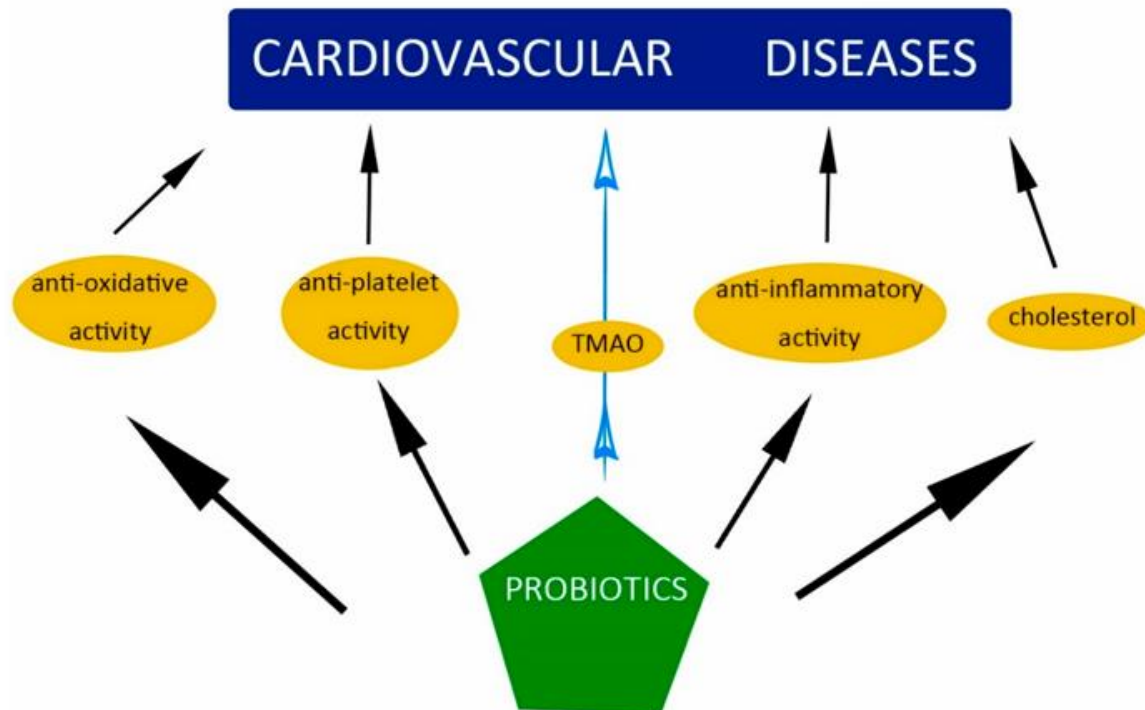 CARDIOVASCULAR DISEASES
anti-oxidative
activity
anti-platelet
activity
TMAO
anti-inflammatory
activity
cholesterol
PROBIOTICS